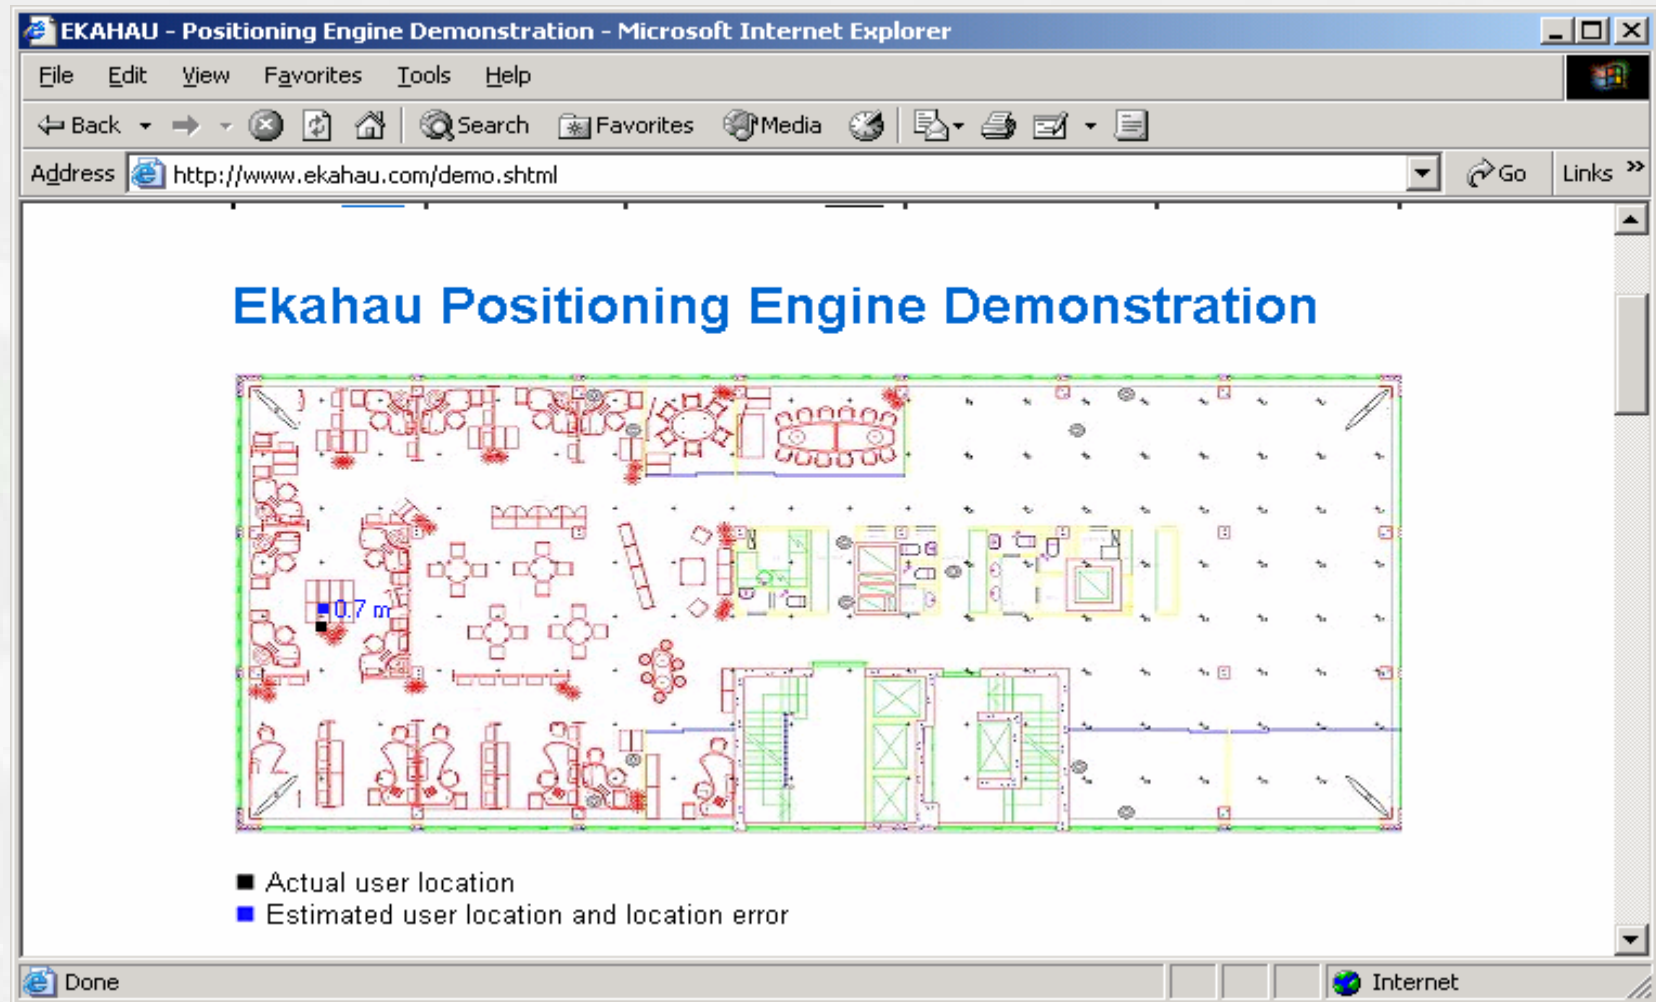 EKAHAU - Positioning Engine Demonstration - Microsoft Internet Explorer
File Edit View Favorites Tools Help
Back Search Favorites Media
Address http://www.ekahau.com/demo.shtml Go Links »
Ekahau Positioning Engine Demonstration
0.7 m
Actual user location
Estimated user location and location error
Done Internet